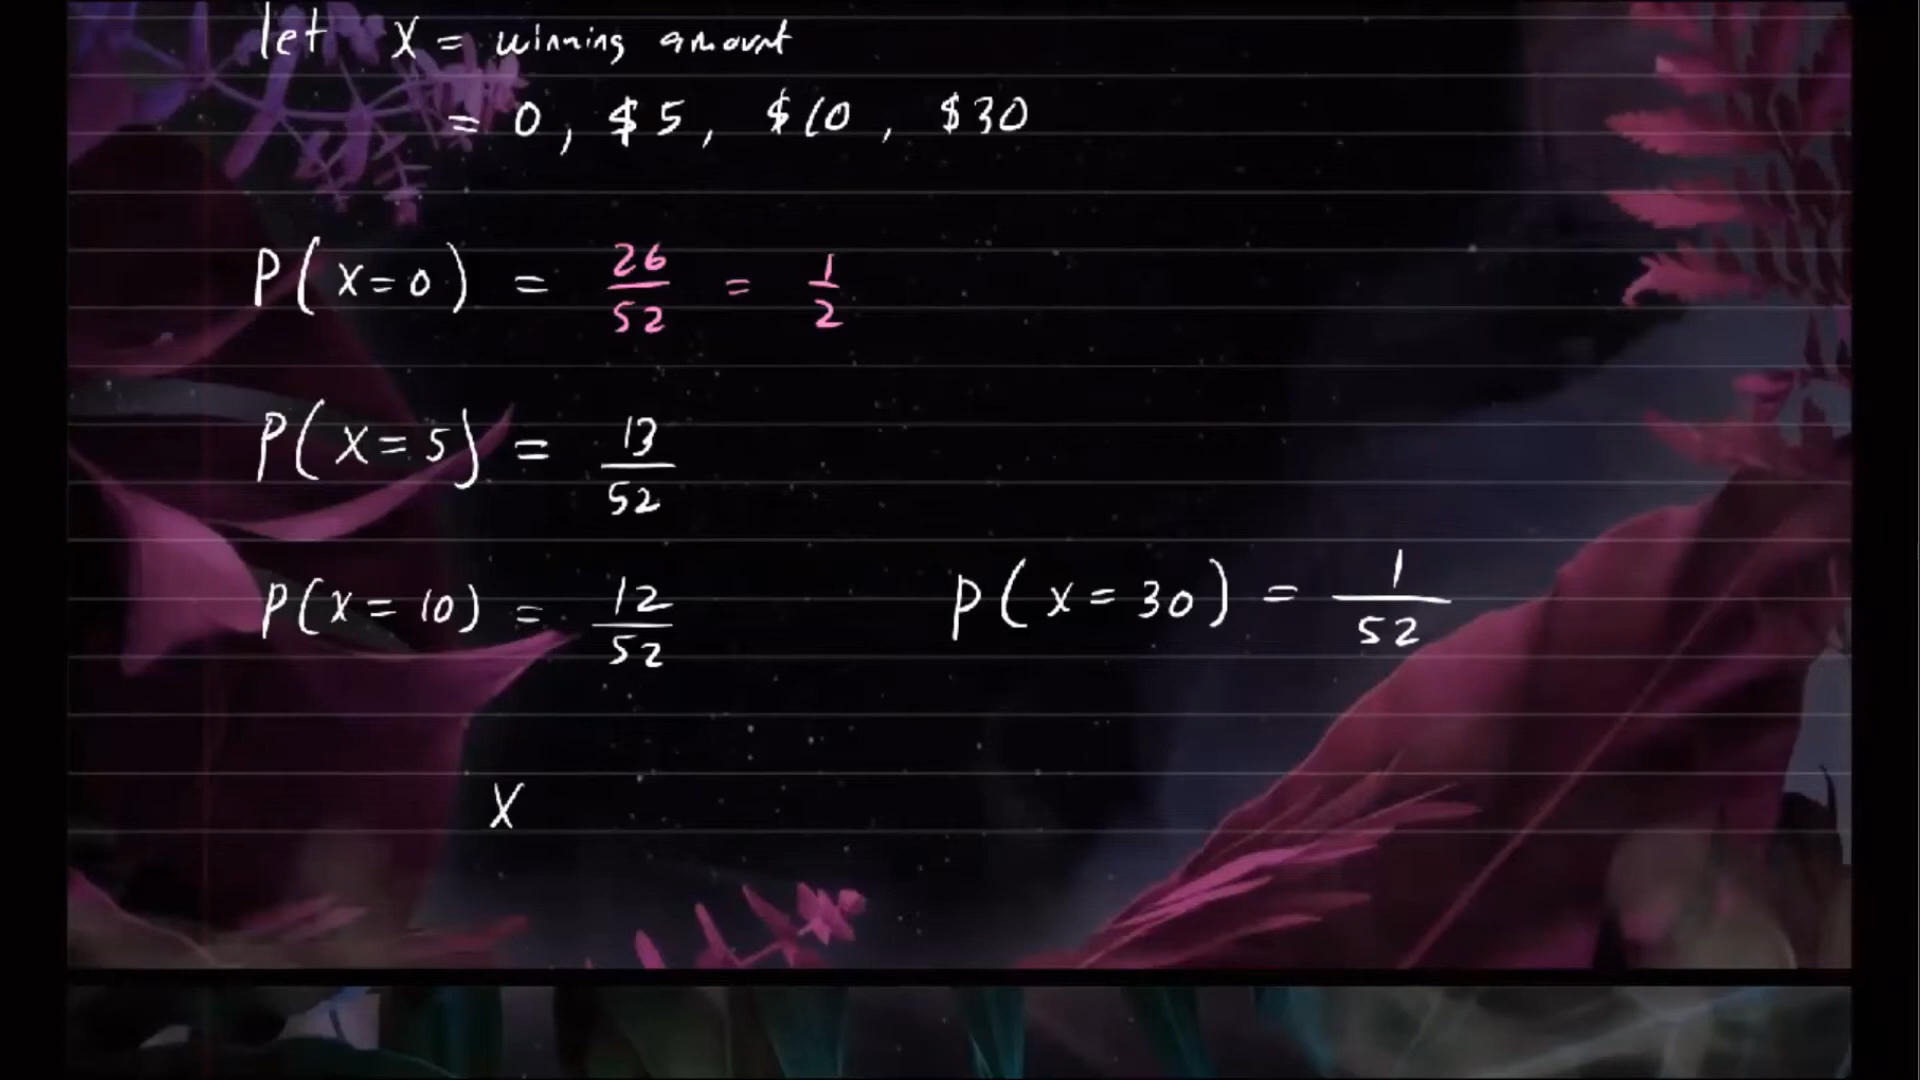 let X = winning amount
= 0, $5, $10, $30
P(X=0) = 26/52 = 1/2
P(X=5) = 13/52
P(X=10) = 12/52
P(X=30) = 1/52
X